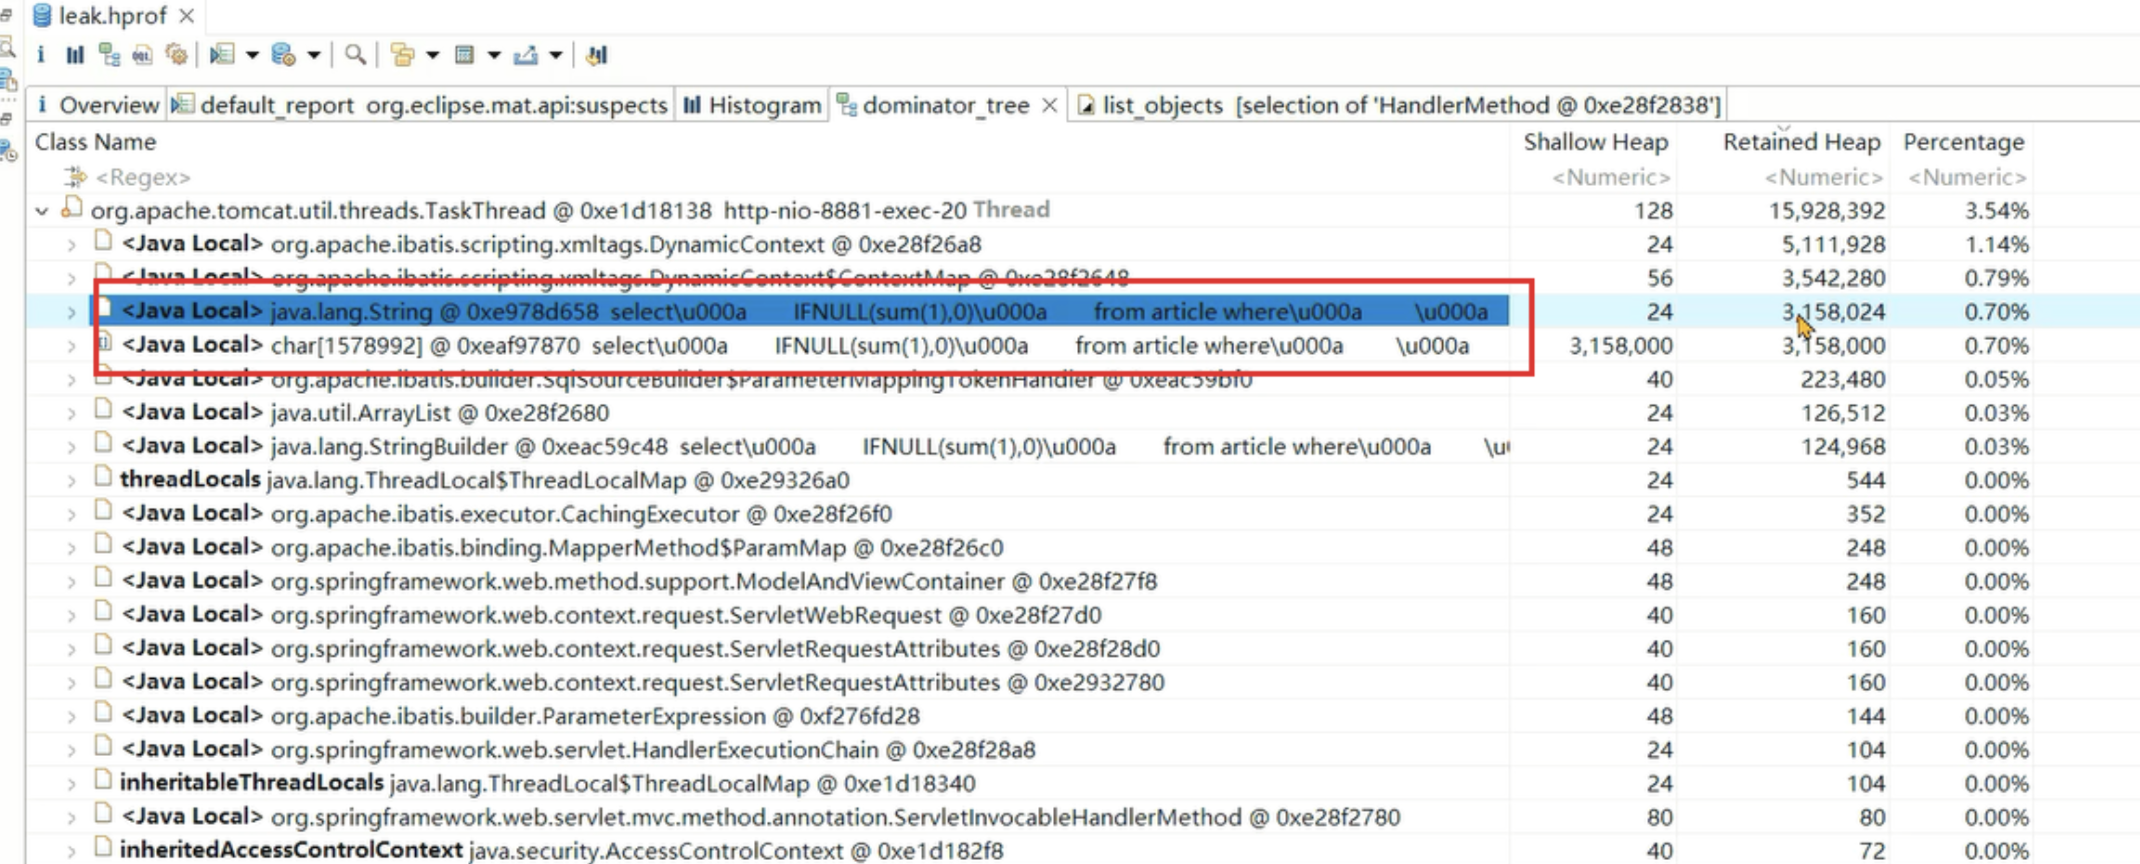 leak.hprof
i Overview default_report org.eclipse.mat.api:suspects Histogram dominator_tree list_objects [selection of 'HandlerMethod @ 0xe28f2838']
Class Name Shallow Heap Retained Heap Percentage
<Regex> <Numeric> <Numeric> <Numeric>
org.apache.tomcat.util.threads.TaskThread @ 0xe1d18138 http-nio-8881-exec-20 Thread 128 15,928,392 3.54%
<Java Local> org.apache.ibatis.scripting.xmltags.DynamicContext @ 0xe28f26a8 24 5,111,928 1.14%
<Java Local> org.apache.ibatis.scripting.xmltags.DynamicContext$ContextMap @ 0xe28f2648 56 3,542,280 0.79%
<Java Local> java.lang.String @ 0xe978d658 select\u000a IFNULL(sum(1),0)\u000a from article where\u000a \u000a 24 3,158,024 0.70%
<Java Local> char[1578992] @ 0xeaf97870 select\u000a IFNULL(sum(1),0)\u000a from article where\u000a \u000a 3,158,000 3,158,000 0.70%
<Java Local> org.apache.ibatis.builder.SqlSourceBuilder$ParameterMappingTokenHandler @ 0xeac59bf0 40 223,480 0.05%
<Java Local> java.util.ArrayList @ 0xe28f2680 24 126,512 0.03%
<Java Local> java.lang.StringBuilder @ 0xeac59c48 select\u000a IFNULL(sum(1),0)\u000a from article where\u000a \u 24 124,968 0.03%
threadLocals java.lang.ThreadLocal$ThreadLocalMap @ 0xe29326a0 24 544 0.00%
<Java Local> org.apache.ibatis.executor.CachingExecutor @ 0xe28f26f0 24 352 0.00%
<Java Local> org.apache.ibatis.binding.MapperMethod$ParamMap @ 0xe28f26c0 48 248 0.00%
<Java Local> org.springframework.web.method.support.ModelAndViewContainer @ 0xe28f27f8 48 248 0.00%
<Java Local> org.springframework.web.context.request.ServletWebRequest @ 0xe28f27d0 40 160 0.00%
<Java Local> org.springframework.web.context.request.ServletRequestAttributes @ 0xe28f28d0 40 160 0.00%
<Java Local> org.springframework.web.context.request.ServletRequestAttributes @ 0xe2932780 40 160 0.00%
<Java Local> org.apache.ibatis.builder.ParameterExpression @ 0xf276fd28 48 144 0.00%
<Java Local> org.springframework.web.servlet.HandlerExecutionChain @ 0xe28f28a8 24 104 0.00%
inheritableThreadLocals java.lang.ThreadLocal$ThreadLocalMap @ 0xe1d18340 24 104 0.00%
<Java Local> org.springframework.web.servlet.mvc.method.annotation.ServletInvocableHandlerMethod @ 0xe28f2780 80 80 0.00%
inheritedAccessControlContext java.security.AccessControlContext @ 0xe1d182f8 40 72 0.00%